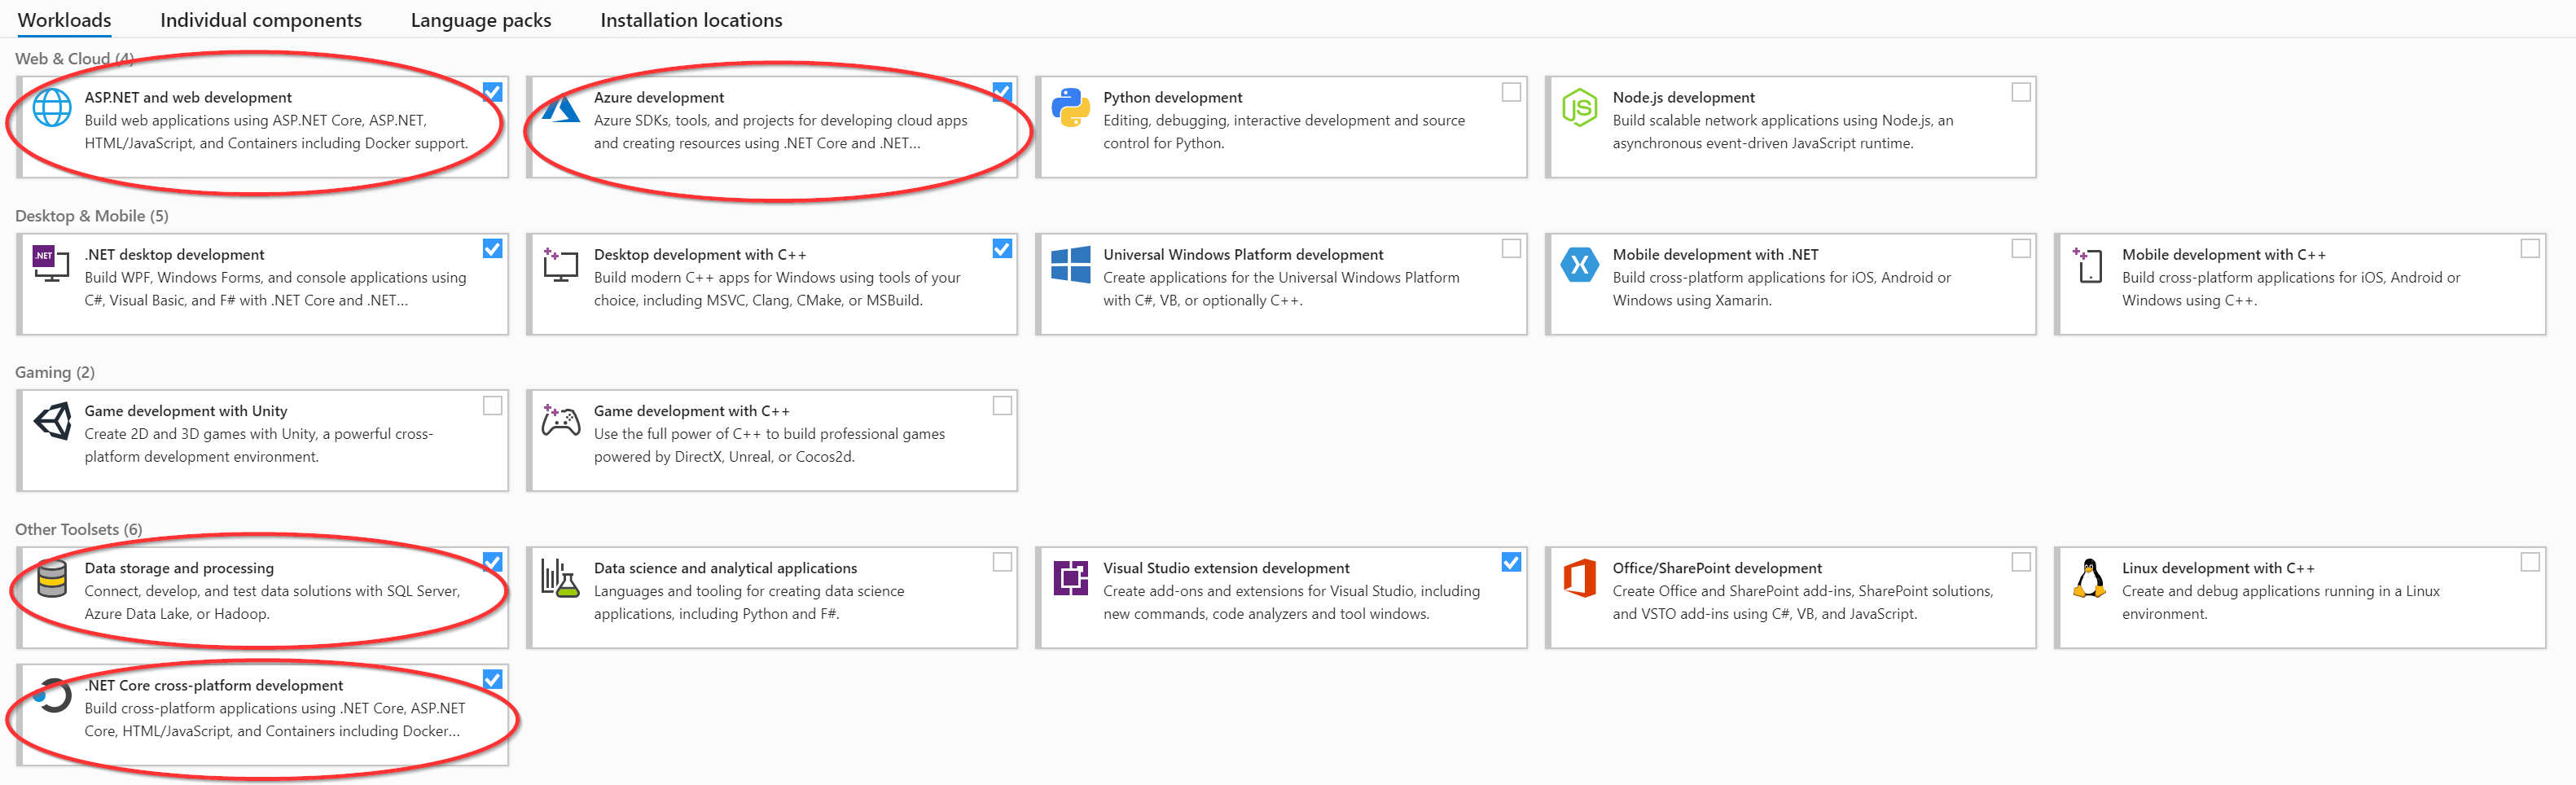 Workloads Individual components Language packs Installation locations
Web & Cloud (4)
ASP.NET and web development
Build web applications using ASP.NET Core, ASP.NET,
HTML/JavaScript, and Containers including Docker support.
Azure development
Azure SDKs, tools, and projects for developing cloud apps
and creating resources using .NET Core and .NET...
Python development
Editing, debugging, interactive development and source
control for Python.
JS
Node.js development
Build scalable network applications using Node.js, an
asynchronous event-driven JavaScript runtime.
Desktop & Mobile (5)
.NET
.NET desktop development
Build WPF, Windows Forms, and console applications using
C#, Visual Basic, and F# with .NET Core and .NET...
Desktop development with C++
Build modern C++ apps for Windows using tools of your
choice, including MSVC, Clang, CMake, or MSBuild.
Universal Windows Platform development
Create applications for the Universal Windows Platform
with C#, VB, or optionally C++.
Mobile development with .NET
Build cross-platform applications for iOS, Android or
Windows using Xamarin.
Mobile development with C++
Build cross-platform applications for iOS, Android or
Windows using C++.
Gaming (2)
Game development with Unity
Create 2D and 3D games with Unity, a powerful cross-
platform development environment.
Game development with C++
Use the full power of C++ to build professional games
powered by DirectX, Unreal, or Cocos2d.
Other Toolsets (6)
Data storage and processing
Connect, develop, and test data solutions with SQL Server,
Azure Data Lake, or Hadoop.
Data science and analytical applications
Languages and tooling for creating data science
applications, including Python and F#.
Visual Studio extension development
Create add-ons and extensions for Visual Studio, including
new commands, code analyzers and tool windows.
Office/SharePoint development
Create Office and SharePoint add-ins, SharePoint solutions,
and VSTO add-ins using C#, VB, and JavaScript.
Linux development with C++
Create and debug applications running in a Linux
environment.
.NET Core cross-platform development
Build cross-platform applications using .NET Core, ASP.NET
Core, HTML/JavaScript, and Containers including Docker...